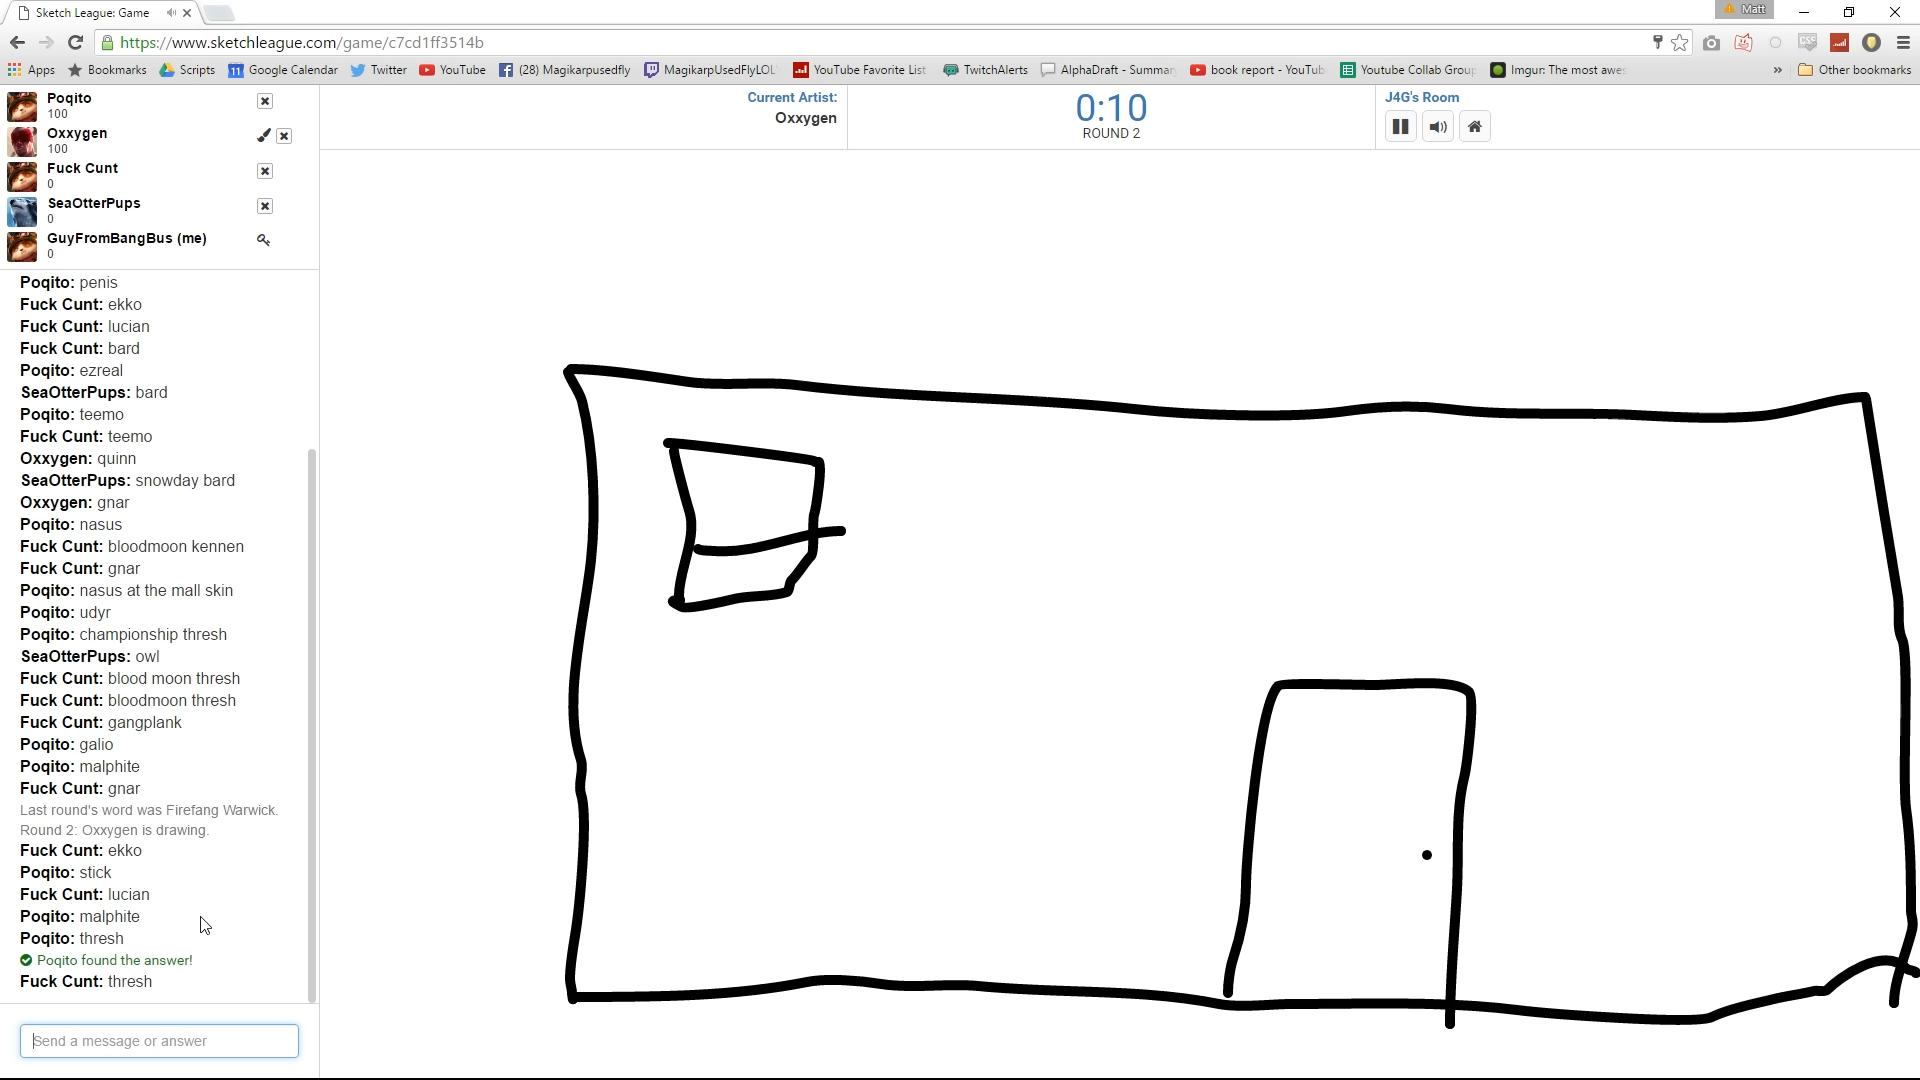 Sketch League: Game
Matt
https://www.sketchleague.com/game/c7cd1ff3514b
Apps Bookmarks Scripts Google Calendar Twitter YouTube (28) Magikarpusedfly MagikarpUsedFlyLOL YouTube Favorite List TwitchAlerts AlphaDraft - Summar book report - YouTub Youtube Collab Group Imgur: The most awes » Other bookmarks
Poqito
100
Oxxygen
100
Fuck Cunt
0
SeaOtterPups
0
GuyFromBangBus (me)
0
Current Artist:
Oxxygen
0:10
ROUND 2
J4G's Room
Poqito: penis
Fuck Cunt: ekko
Fuck Cunt: lucian
Fuck Cunt: bard
Poqito: ezreal
SeaOtterPups: bard
Poqito: teemo
Fuck Cunt: teemo
Oxxygen: quinn
SeaOtterPups: snowday bard
Oxxygen: gnar
Poqito: nasus
Fuck Cunt: bloodmoon kennen
Fuck Cunt: gnar
Poqito: nasus at the mall skin
Poqito: udyr
Poqito: championship thresh
SeaOtterPups: owl
Fuck Cunt: blood moon thresh
Fuck Cunt: bloodmoon thresh
Fuck Cunt: gangplank
Poqito: galio
Poqito: malphite
Fuck Cunt: gnar
Last round's word was Firefang Warwick.
Round 2: Oxxygen is drawing.
Fuck Cunt: ekko
Poqito: stick
Fuck Cunt: lucian
Poqito: malphite
Poqito: thresh
Poqito found the answer!
Fuck Cunt: thresh
Send a message or answer